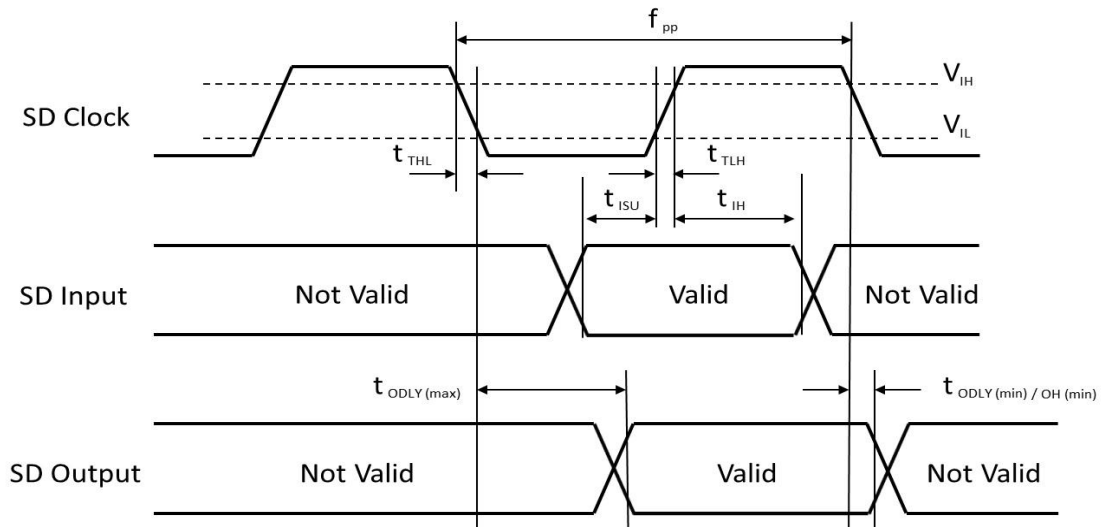 f pp
V IH
SD Clock
V IL
t THL
t TLH
t ISU
t IH
SD Input
Not Valid
Valid
Not Valid
t ODLY (max)
t ODLY (min) / OH (min)
SD Output
Not Valid
Valid
Not Valid